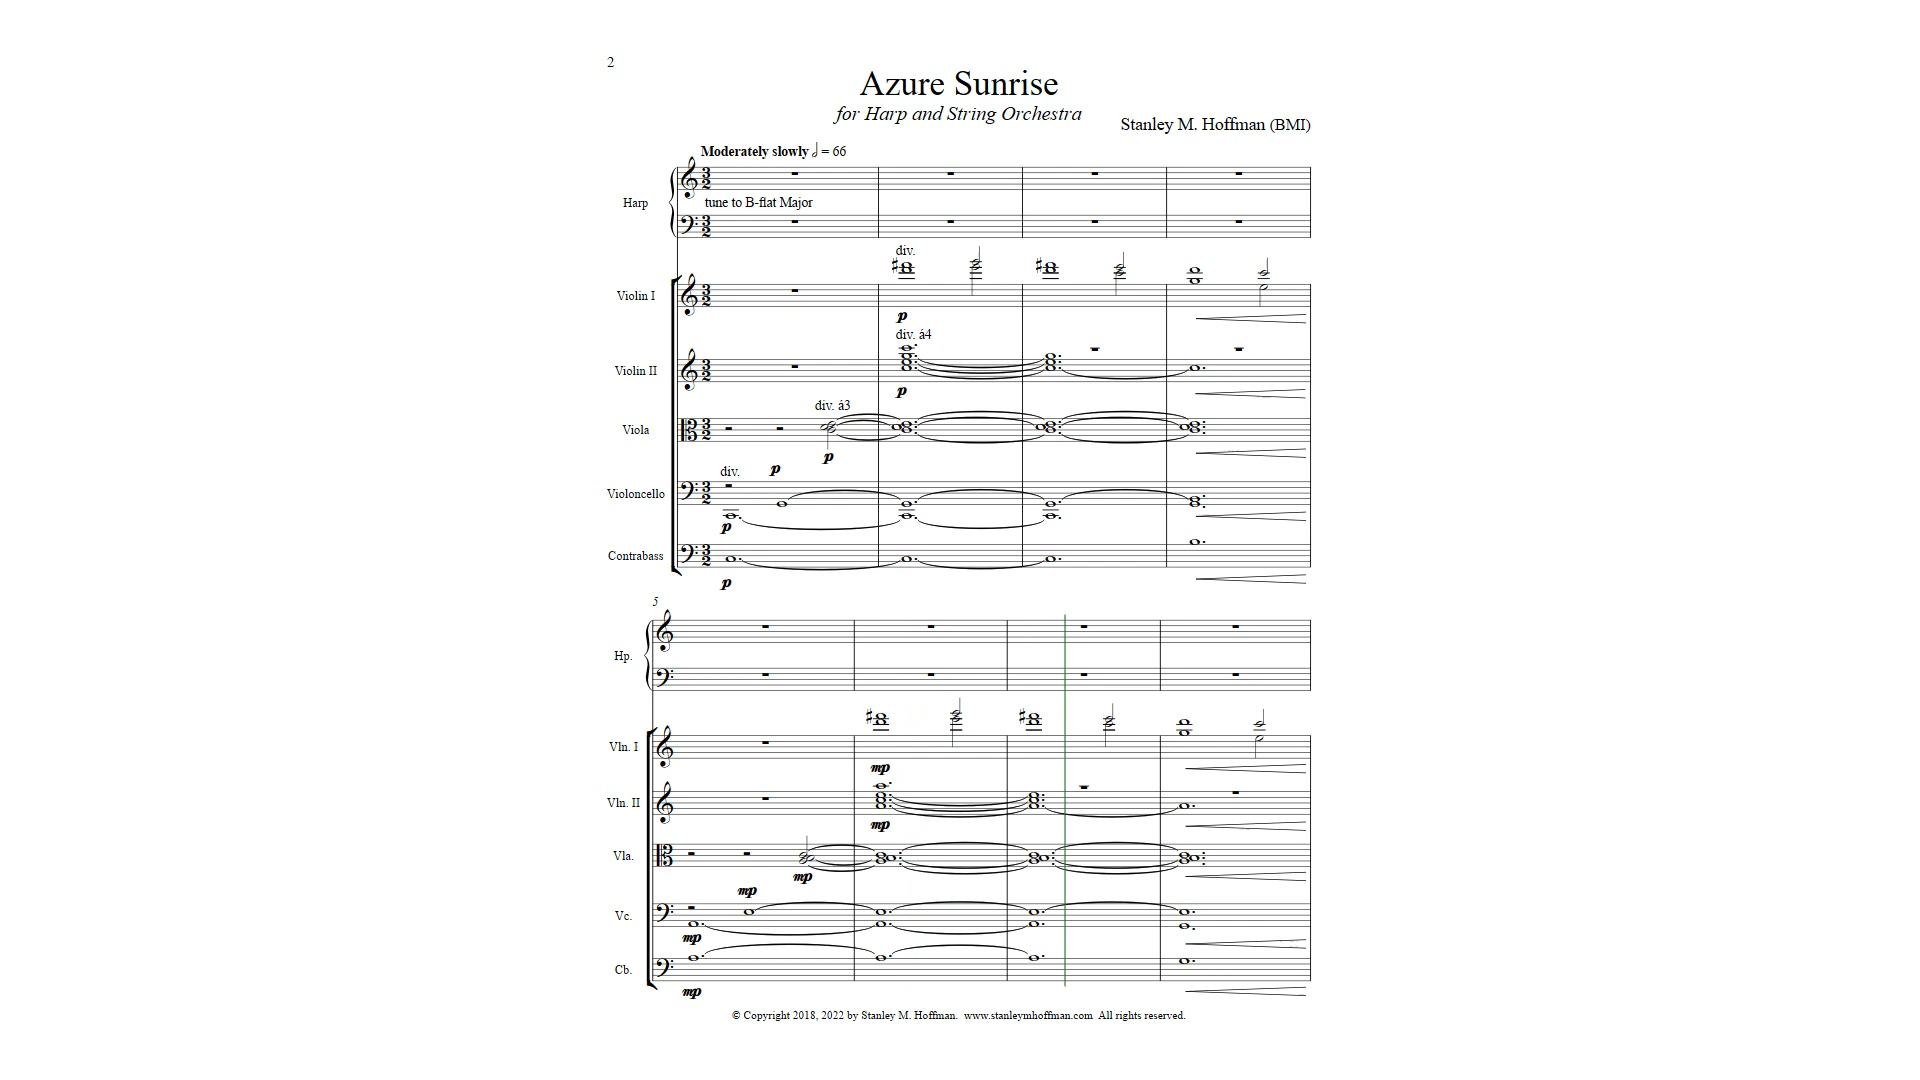 2
Azure Sunrise
for Harp and String Orchestra
Stanley M. Hoffman (BMI)
Moderately slowly 𝅗𝅥 = 66
Harp
tune to B-flat Major
div.
Violin I
p
div. á4
Violin II
p
div. á3
Viola
p
div.
p
Violoncello
p
Contrabass
p
5
Hp.
Vln. I
mp
Vln. II
mp
Vla.
mp
mp
Vc.
mp
Cb.
mp
© Copyright 2018, 2022 by Stanley M. Hoffman. www.stanleymhoffman.com All rights reserved.